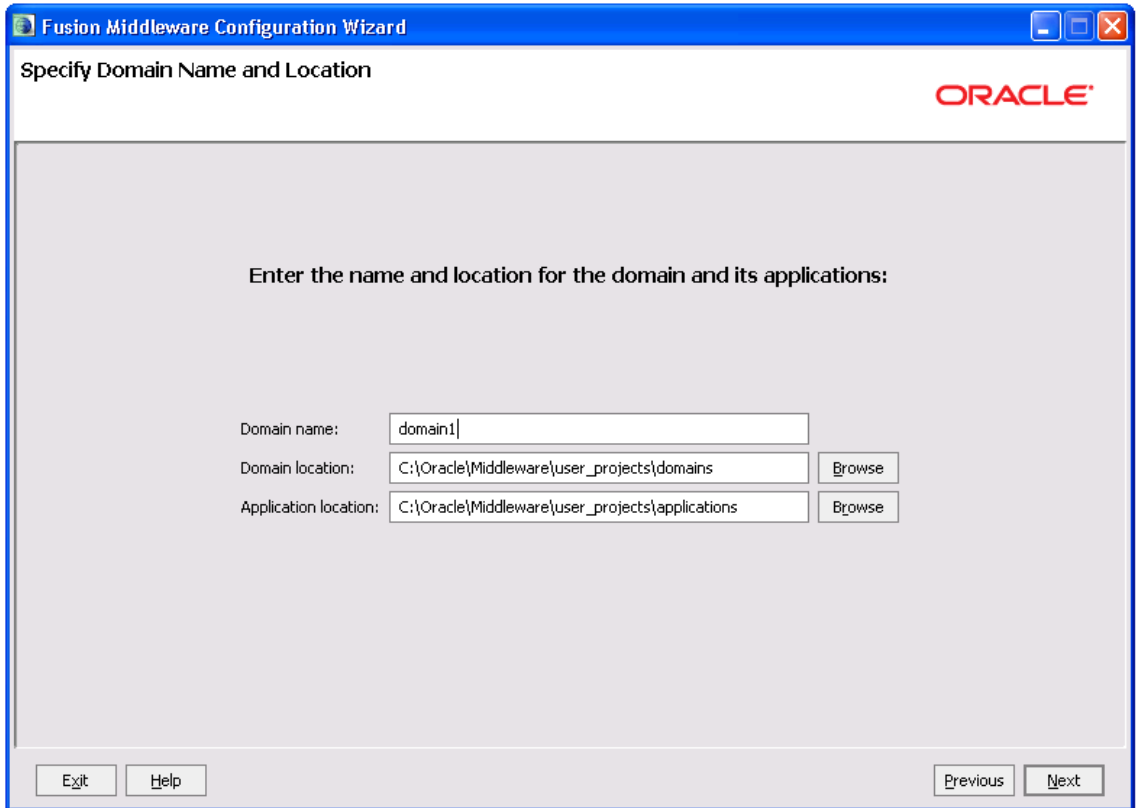 Fusion Middleware Configuration Wizard
Specify Domain Name and Location
ORACLE
Enter the name and location for the domain and its applications:
Domain name: domain1
Domain location: C:\Oracle\Middleware\user_projects\domains Browse
Application location: C:\Oracle\Middleware\user_projects\applications Browse
Exit Help Previous Next